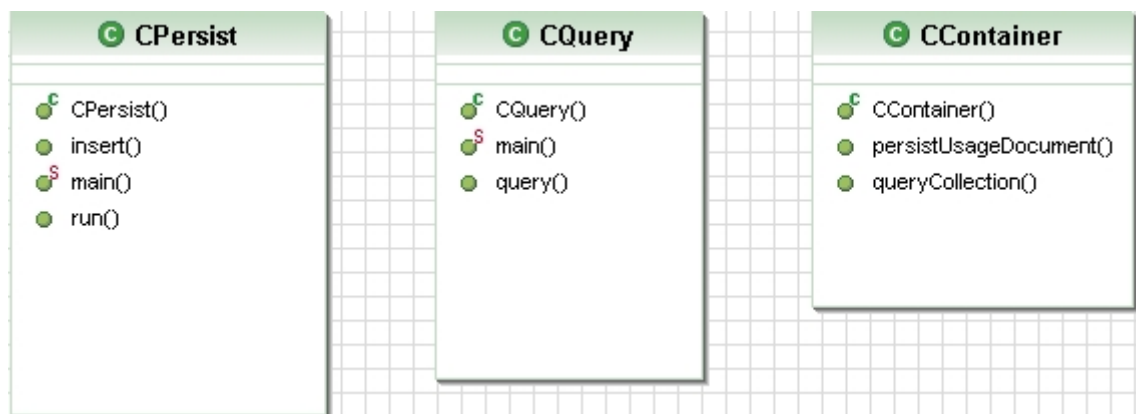 C CPersist
C CPersist()
insert()
S main()
run()
C CQuery
C CQuery()
S main()
query()
C CContainer
C CContainer()
persistUsageDocument()
queryCollection()